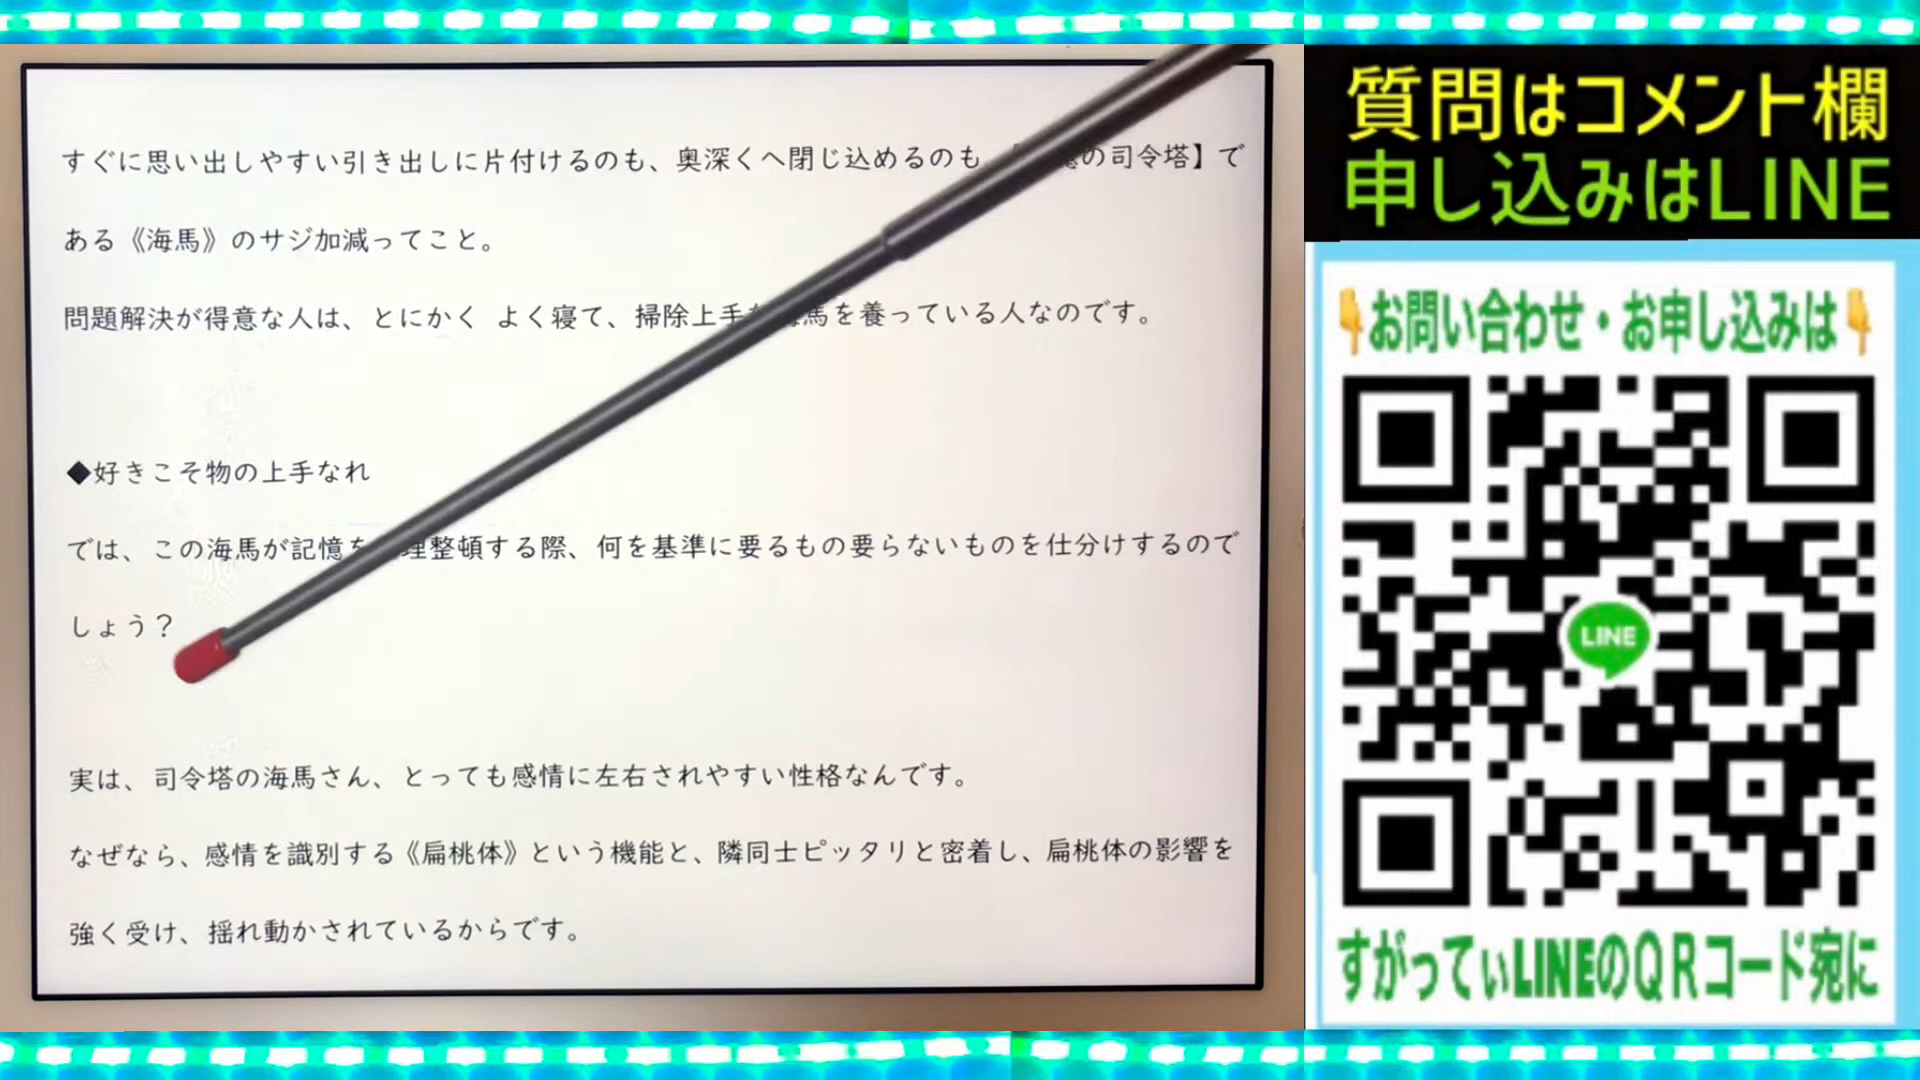 すぐに思い出しやすい引き出しに片付けるのも、奥深くへ閉じ込めるのも、の司令塔】で
ある《海馬》のサジ加減ってこと。
問題解決が得意な人は、とにかく よく寝て、掃除上手馬を養っている人なのです。
◆好きこそ物の上手なれ
では、この海馬が記憶を理整頓する際、何を基準に要るもの要らないものを仕分けするので
しょう？
実は、司令塔の海馬さん、とっても感情に左右されやすい性格なんです。
なぜなら、感情を識別する《扁桃体》という機能と、隣同士ピッタリと密着し、扁桃体の影響を
強く受け、揺れ動かされているからです。
質問はコメント欄
申し込みはLINE
👇お問い合わせ・お申し込みは👇
LINE
すがってぃLINEのQRコード宛に